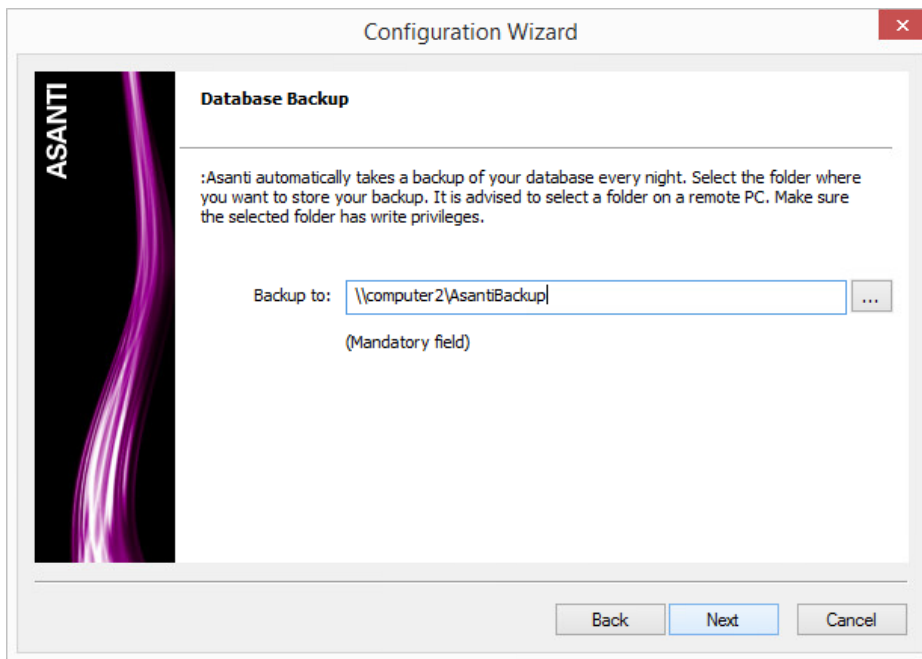 Configuration Wizard
ASANTI
Database Backup
:Asanti automatically takes a backup of your database every night. Select the folder where
you want to store your backup. It is advised to select a folder on a remote PC. Make sure
the selected folder has write privileges.
Backup to: \\computer2\AsantiBackup ...
(Mandatory field)
Back Next Cancel